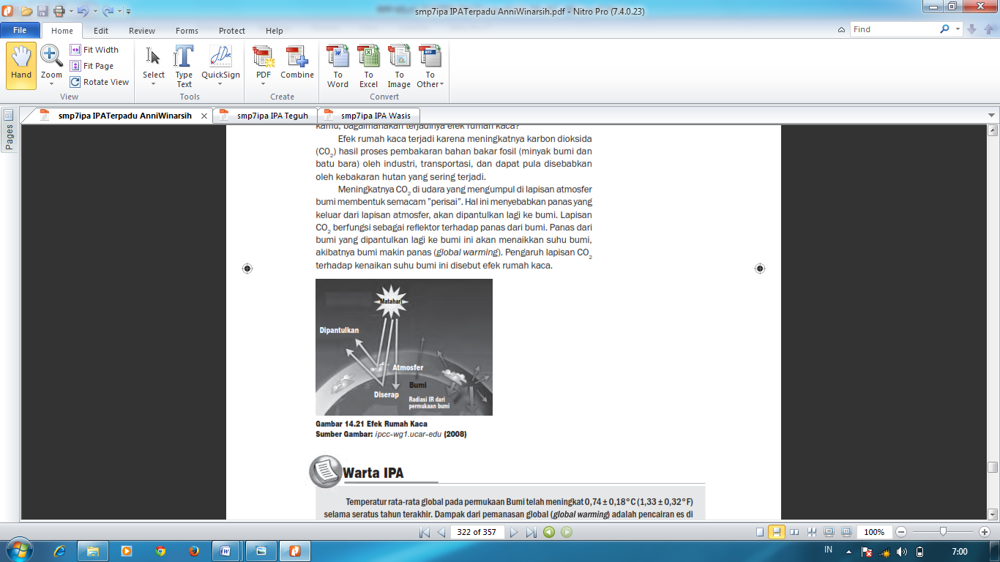 smp7ipa IPATerpadu AnniWinarsih.pdf - Nitro Pro (7.4.0.23)
File Home Edit Review Forms Protect Help Find
Hand Zoom Fit Width Fit Page Rotate View
View
Select Type Text QuickSign
Tools
PDF Combine
Create
To Word To Excel To Image To Other
Convert
smp7ipa IPATerpadu AnniWinarsih smp7ipa IPA Teguh smp7ipa IPA Wasis
Pages
kamu, bagaimanakah terjadinya efek rumah kaca?
Efek rumah kaca terjadi karena meningkatnya karbon dioksida
(CO2) hasil proses pembakaran bahan bakar fosil (minyak bumi dan
batu bara) oleh industri, transportasi, dan dapat pula disebabkan
oleh kebakaran hutan yang sering terjadi.
Meningkatnya CO2 di udara yang mengumpul di lapisan atmosfer
bumi membentuk semacam ”perisai”. Hal ini menyebabkan panas yang
keluar dari lapisan atmosfer, akan dipantulkan lagi ke bumi. Lapisan
CO2 berfungsi sebagai reflektor terhadap panas dari bumi. Panas dari
bumi yang dipantulkan lagi ke bumi ini akan menaikkan suhu bumi,
akibatnya bumi makin panas (global warming). Pengaruh lapisan CO2
terhadap kenaikan suhu bumi ini disebut efek rumah kaca.
Matahari
Dipantulkan
Atmosfer
Bumi
Diserap
Radiasi IR dari
permukaan bumi
Gambar 14.21 Efek Rumah Kaca
Sumber Gambar: ipcc-wg1.ucar-edu (2008)
Warta IPA
Temperatur rata-rata global pada permukaan Bumi telah meningkat 0,74 ± 0,18°C (1,33 ± 0,32°F)
selama seratus tahun terakhir. Dampak dari pemanasan global (global warming) adalah pencairan es di
322 of 357 100%
IN 7:00